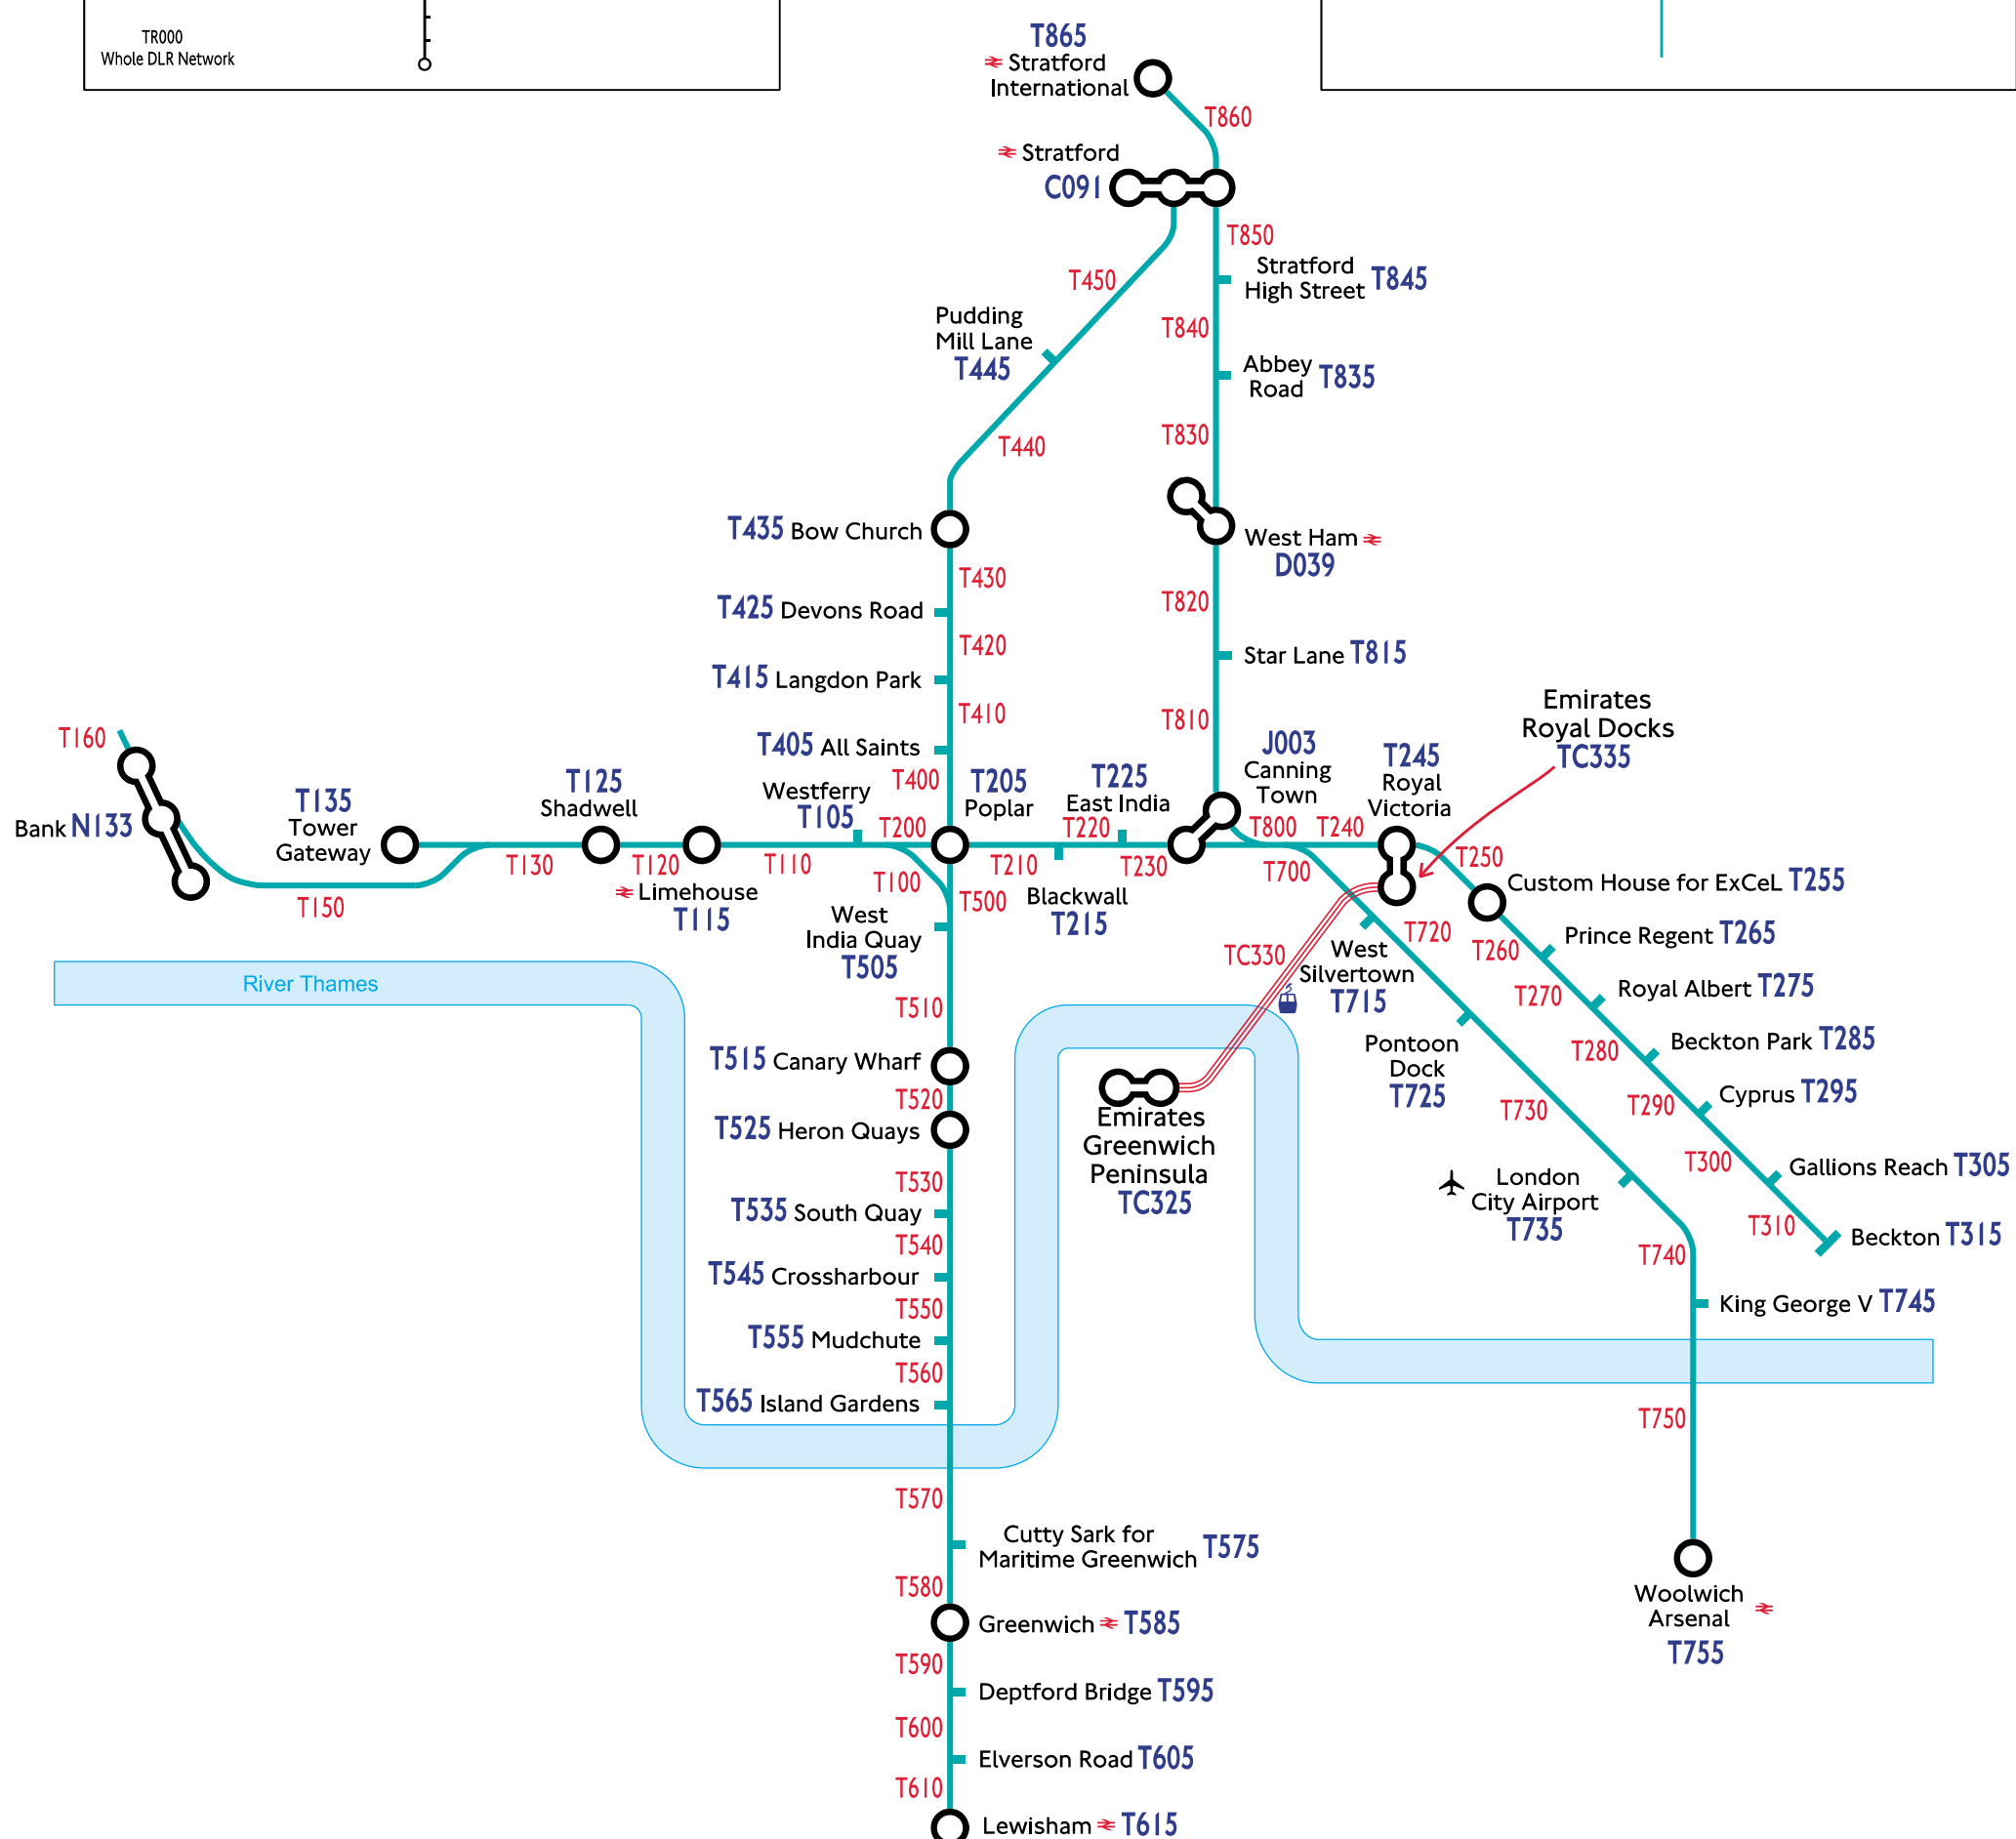 TR000
Whole DLR Network
T865
Stratford
International
T860
Stratford
C091
T850
Stratford
High Street T845
T450
T840
Pudding
Mill Lane
T445
Abbey
Road T835
T830
T440
T435 Bow Church
West Ham
D039
T430
T425 Devons Road
T820
T420
T415 Langdon Park
Star Lane T815
T410
T810
Emirates
Royal Docks
TC335
T160
T405 All Saints
J003
Canning
Town
T245
Royal
Victoria
T400
T205
Poplar
T225
East India
Westferry
T105
T125
Shadwell
T135
Tower
Gateway
Bank N133
T200
T220
T800
T240
T130
T120
T110
T210
T230
T700
T250
Limehouse
T115
T100
T500
Blackwall
T215
Custom House for ExCeL T255
T150
West
India Quay
T505
T720
T260
Prince Regent T265
TC330
West
Silvertown
T715
River Thames
T270
Royal Albert T275
T510
Pontoon
Dock
T725
T280
Beckton Park T285
T515 Canary Wharf
T520
T525 Heron Quays
Emirates
Greenwich
Peninsula
TC325
T730
T290
Cyprus T295
T300
Gallions Reach T305
T530
London
City Airport
T735
T535 South Quay
T310
Beckton T315
T540
T740
T545 Crossharbour
T550
King George V T745
T555 Mudchute
T560
T565 Island Gardens
T750
T570
Cutty Sark for
Maritime Greenwich T575
T580
Greenwich T585
Woolwich
Arsenal
T755
T590
Deptford Bridge T595
T600
Elverson Road T605
T610
Lewisham T615